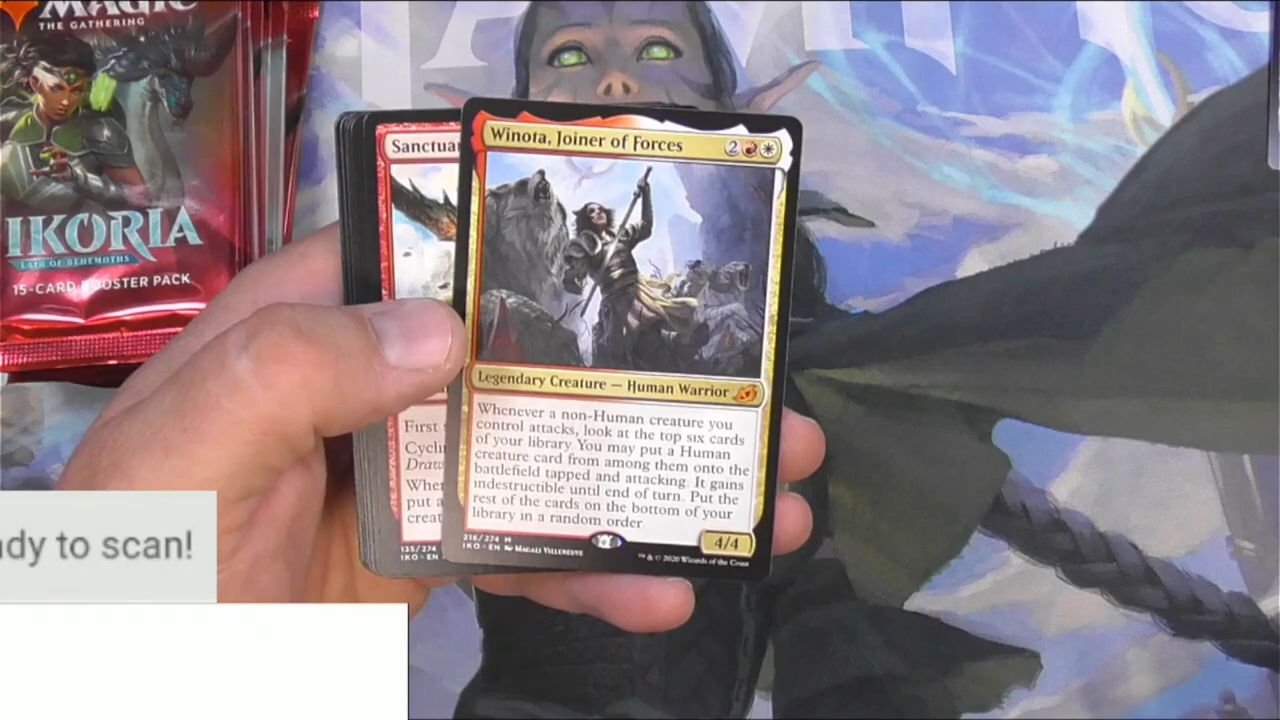 MAGIC
THE GATHERING
IKORIA
LAIR OF BEHEMOTHS
15-CARD BOOSTER PACK
Sanctuar
First
Cycli
Draw
When
put a
creat
135/274
IKO • EN
Winota, Joiner of Forces
2
Legendary Creature — Human Warrior
Whenever a non-Human creature you
control attacks, look at the top six cards
of your library. You may put a Human
creature card from among them onto the
battlefield tapped and attacking. It gains
indestructible until end of turn. Put the
rest of the cards on the bottom of your
library in a random order.
4/4
216/274 M
IKO • EN Magali Villeneuve
™ & © 2020 Wizards of the Coast
dy to scan!